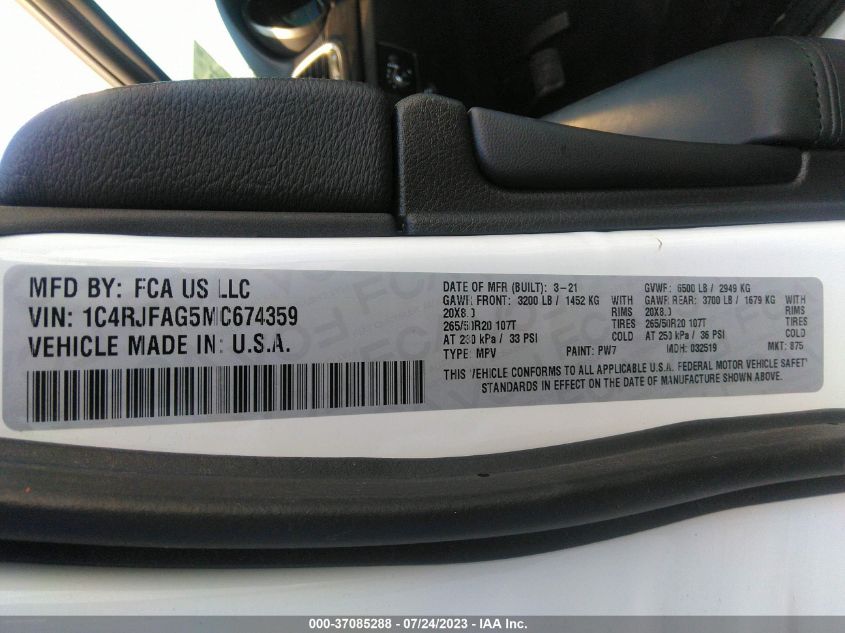 MFD BY: FCA US LLC
VIN: 1C4RJFAG5MC674359
VEHICLE MADE IN: U.S.A.
DATE OF MFR (BUILT): 3-21 GVWR: 6500 LB / 2949 KG
GAWR FRONT: 3200 LB / 1452 KG WITH GAWR REAR: 3700 LB / 1679 KG WITH
20X8.0 RIMS 20X8.0 RIMS
265/50R20 107T TIRES 265/50R20 107T TIRES
AT 230 kPa / 33 PSI COLD AT 250 kPa / 36 PSI COLD
TYPE: MPV PAINT: PW7 MDH: 032519 MKT: 875
THIS VEHICLE CONFORMS TO ALL APPLICABLE U.S.A. FEDERAL MOTOR VEHICLE SAFETY
STANDARDS IN EFFECT ON THE DATE OF MANUFACTURE SHOWN ABOVE.
000-37085288 - 07/24/2023 - IAA Inc.